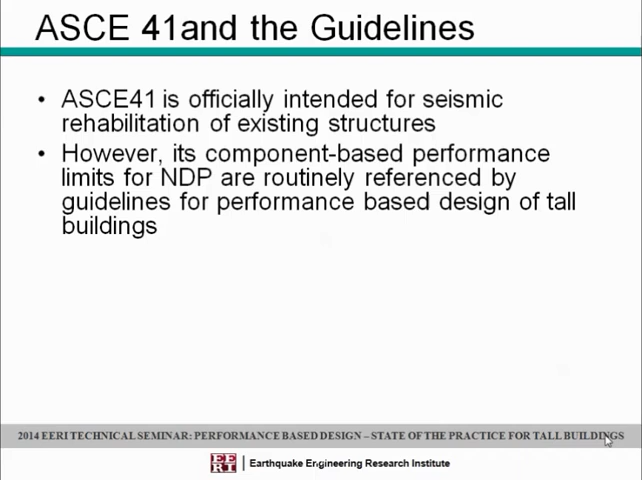 ASCE 41and the Guidelines
• ASCE41 is officially intended for seismic
rehabilitation of existing structures
• However, its component-based performance
limits for NDP are routinely referenced by
guidelines for performance based design of tall
buildings
2014 EERI TECHNICAL SEMINAR: PERFORMANCE BASED DESIGN – STATE OF THE PRACTICE FOR TALL BUILDINGS
EE
RI
Earthquake Engineering Research Institute